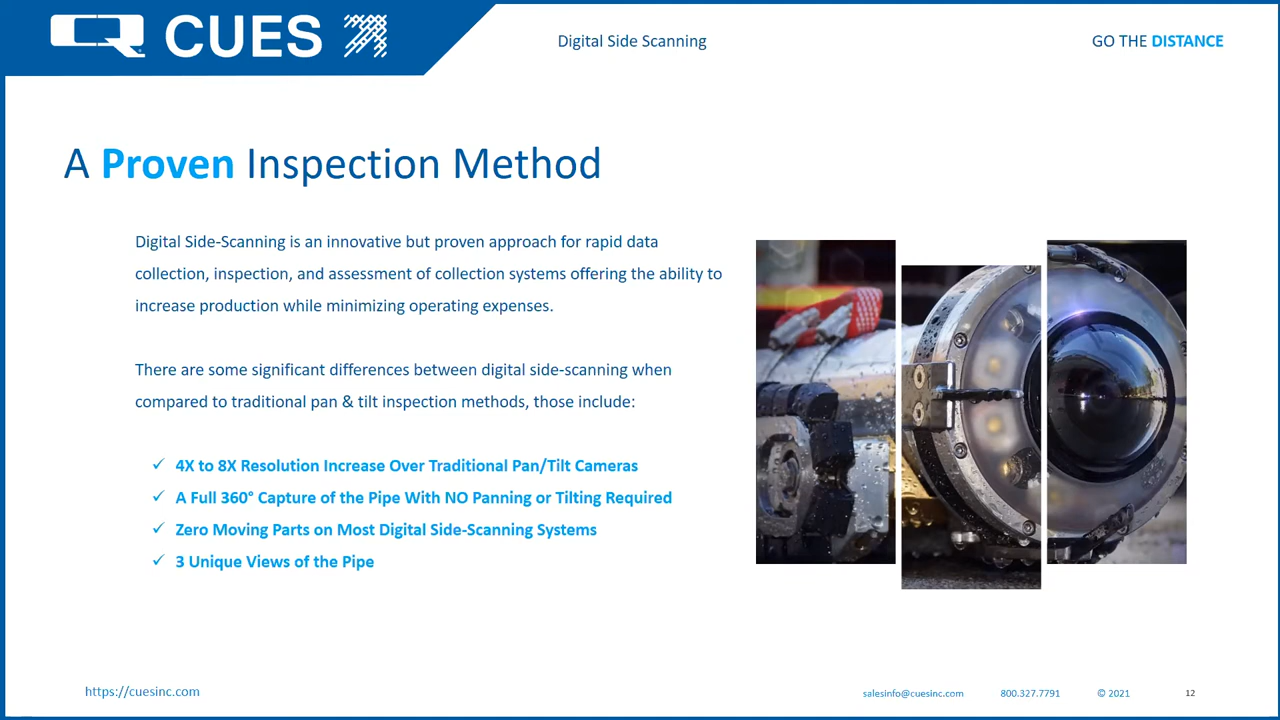 CUES
Digital Side Scanning
GO THE DISTANCE
A Proven Inspection Method
Digital Side-Scanning is an innovative but proven approach for rapid data
collection, inspection, and assessment of collection systems offering the ability to
increase production while minimizing operating expenses.
There are some significant differences between digital side-scanning when
compared to traditional pan & tilt inspection methods, those include:
✓ 4X to 8X Resolution Increase Over Traditional Pan/Tilt Cameras
✓ A Full 360° Capture of the Pipe With NO Panning or Tilting Required
✓ Zero Moving Parts on Most Digital Side-Scanning Systems
✓ 3 Unique Views of the Pipe
https://cuesinc.com
salesinfo@cuesinc.com
800.327.7791
© 2021
12